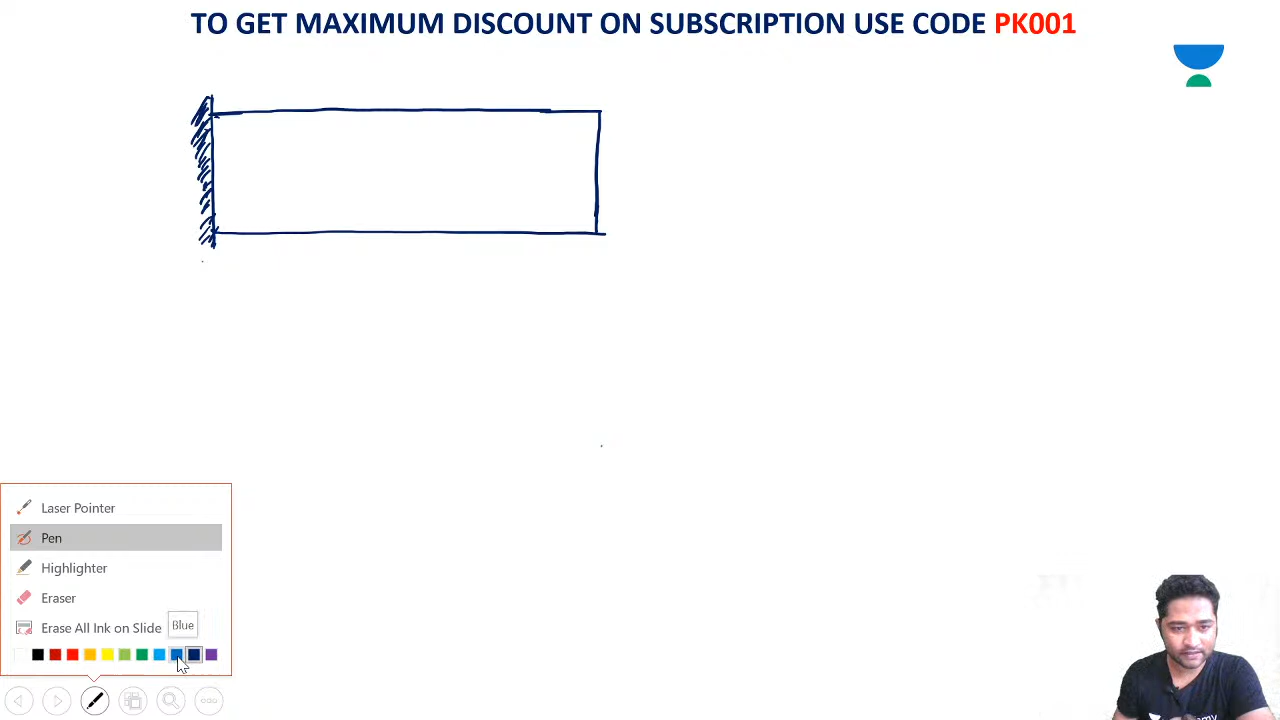 TO GET MAXIMUM DISCOUNT ON SUBSCRIPTION USE CODE PK001
Laser Pointer
Pen
Highlighter
Eraser
Erase All Ink on Slide
Blue